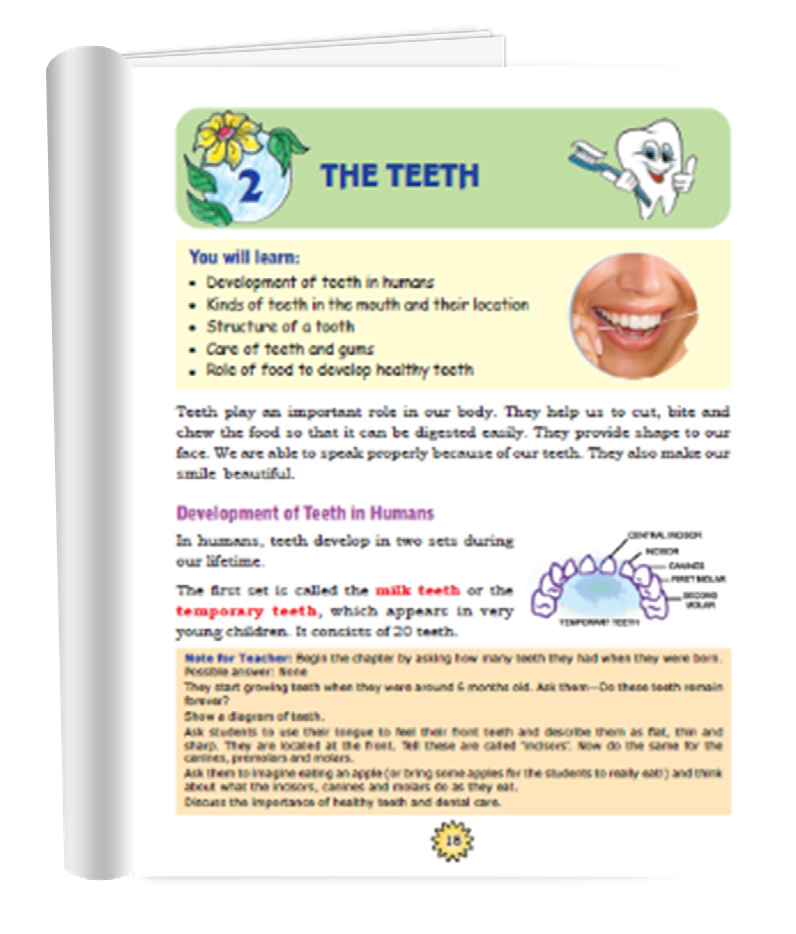 2
THE TEETH
You will learn:
• Development of teeth in humans
• Kinds of teeth in the mouth and their location
• Structure of a tooth
• Care of teeth and gums
• Role of food to develop healthy teeth
Teeth play an important role in our body. They help us to cut, bite and
chew the food so that it can be digested easily. They provide shape to our
face. We are able to speak properly because of our teeth. They also make our
smile beautiful.
Development of Teeth in Humans
In humans, teeth develop in two sets during
our lifetime.
The first set is called the milk teeth or the
temporary teeth, which appears in very
young children. It consists of 20 teeth.
CENTRAL INCISOR
INCISOR
CANINES
FIRST MOLAR
SECOND
MOLAR
TEMPORARY TEETH
Note for Teacher: Begin the chapter by asking how many teeth they had when they were born.
Possible answer: None
They start growing teeth when they were around 6 months old. Ask them—Do these teeth remain
forever?
Show a diagram of teeth.
Ask students to use their tongue to feel their front teeth and describe them as flat, thin and
sharp. They are located at the front. Tell these are called "incisors". Now do the same for the
canines, premolars and molars.
Ask them to imagine eating an apple (or bring some apples for the students to really eat!) and think
about what the incisors, canines and molars do as they eat.
Discuss the importance of healthy teeth and dental care.